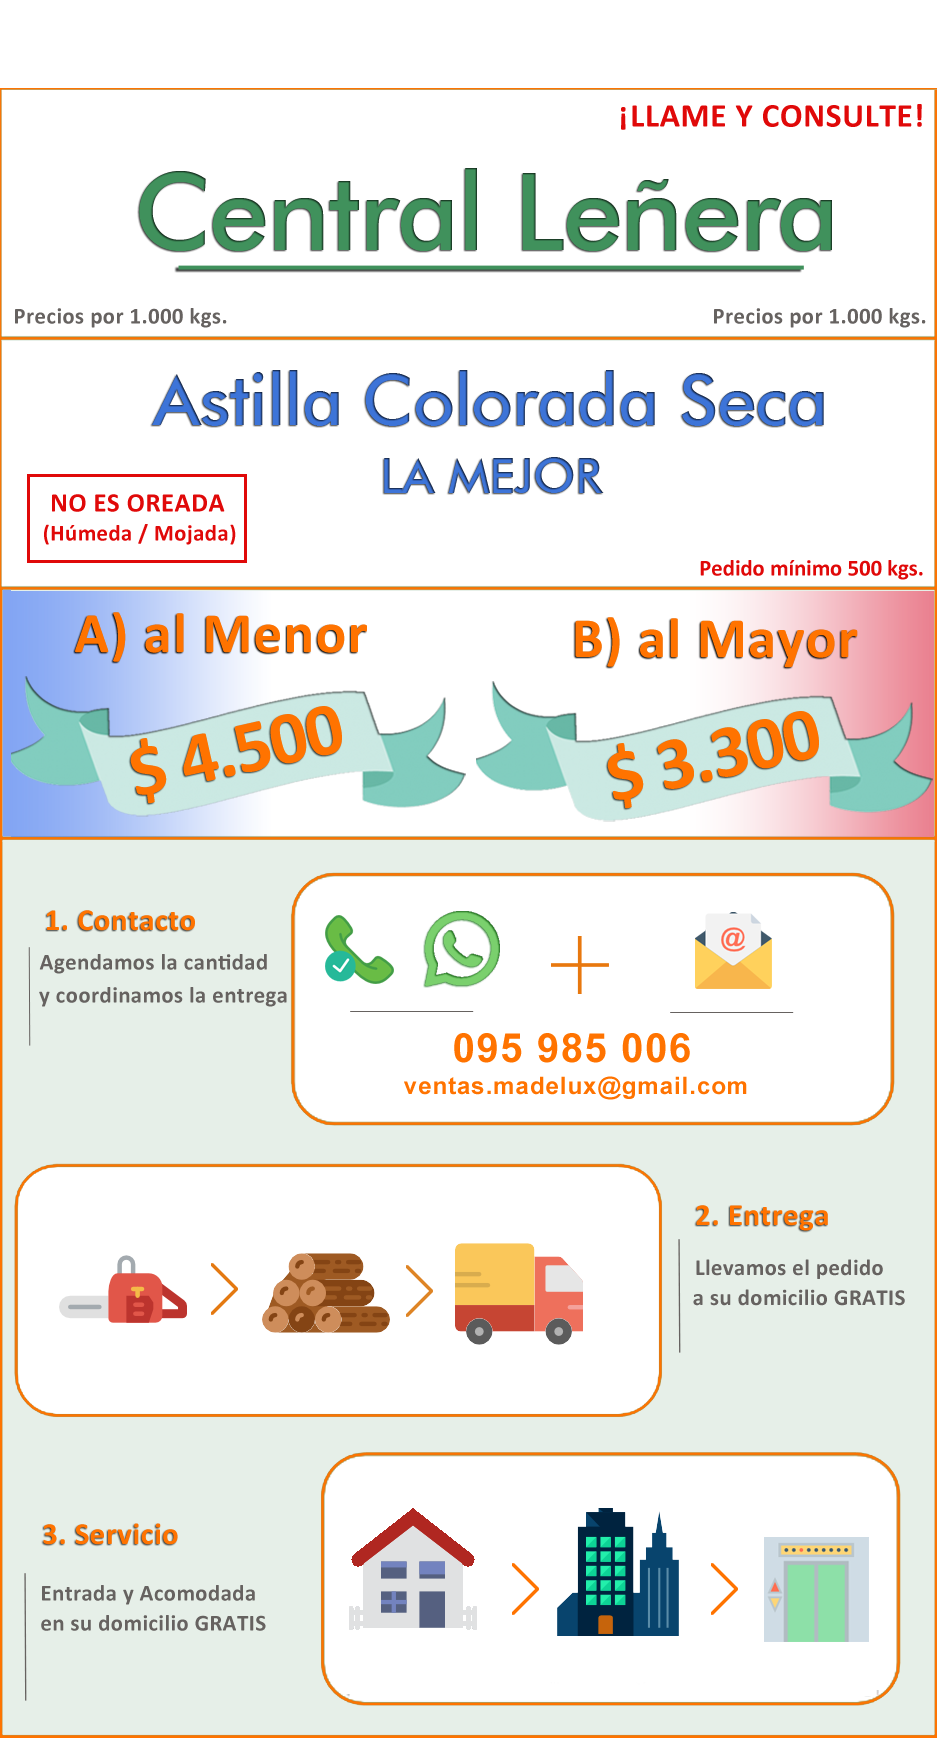 ¡LLAME Y CONSULTE!
Central Leñera
Precios por 1.000 kgs.
Precios por 1.000 kgs.
Astilla Colorada Seca
LA MEJOR
NO ES OREADA
(Húmeda / Mojada)
Pedido mínimo 500 kgs.
A) al Menor
B) al Mayor
$ 4.500
$ 3.300
1. Contacto
Agendamos la cantidad
y coordinamos la entrega
@
095 985 006
ventas.madelux@gmail.com
2. Entrega
Llevamos el pedido
a su domicilio GRATIS
3. Servicio
Entrada y Acomodada
en su domicilio GRATIS